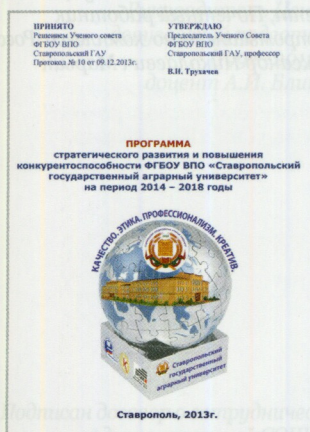 ПРИНЯТО
Решением Ученого совета
ФГБОУ ВПО
Ставропольский ГАУ
Протокол № 10 от 09.12.2013г.
УТВЕРЖДАЮ
Председатель Ученого Совета
ФГБОУ ВПО
Ставропольский ГАУ, профессор
В.И. Трухачев
ПРОГРАММА
стратегического развития и повышения
конкурентоспособности ФГБОУ ВПО «Ставропольский
государственный аграрный университет»
на период 2014 – 2018 годы
КАЧЕСТВО. ЭТИКА. ПРОФЕССИОНАЛИЗМ. КРЕАТИВ.
Ставропольский
государственный
аграрный университет
Ставрополь, 2013г.